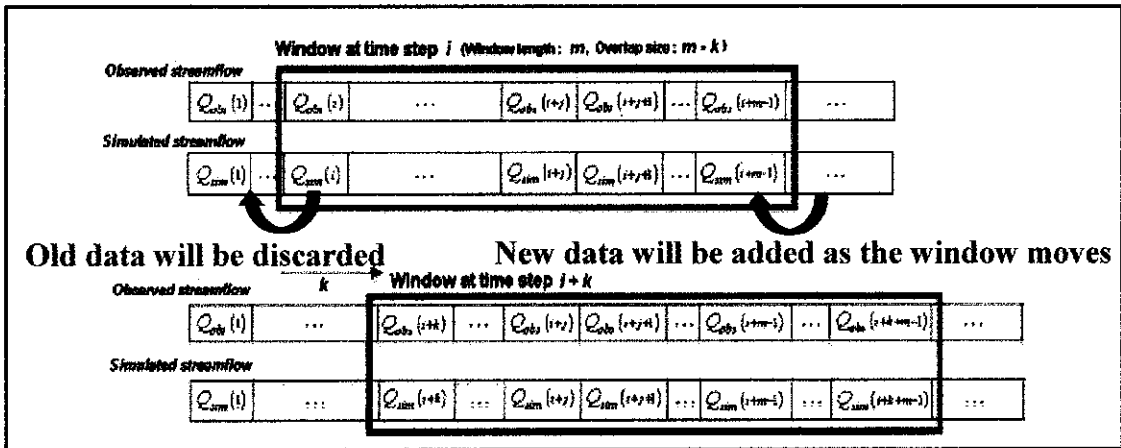 Window at time step i (Window length : m, Overlap size : m - k )
Observed streamflow
Q_obs (1) ... Q_obs (i) ... Q_obs (i+j) Q_obs (i+j+1) ... Q_obs (i+m-1) ...
Simulated streamflow
Q_sim (1) ... Q_sim (i) ... Q_sim (i+j) Q_sim (i+j+1) ... Q_sim (i+m-1) ...
Old data will be discarded New data will be added as the window moves
k Window at time step i + k
Observed streamflow
Q_obs (1) ... Q_obs (i+k) ... Q_obs (i+j) Q_obs (i+j+1) ... Q_obs (i+m-1) ... Q_obs (i+k+m-1) ...
Simulated streamflow
Q_sim (1) ... Q_sim (i+k) ... Q_sim (i+j) Q_sim (i+j+1) ... Q_sim (i+m-1) ... Q_sim (i+k+m-1) ...